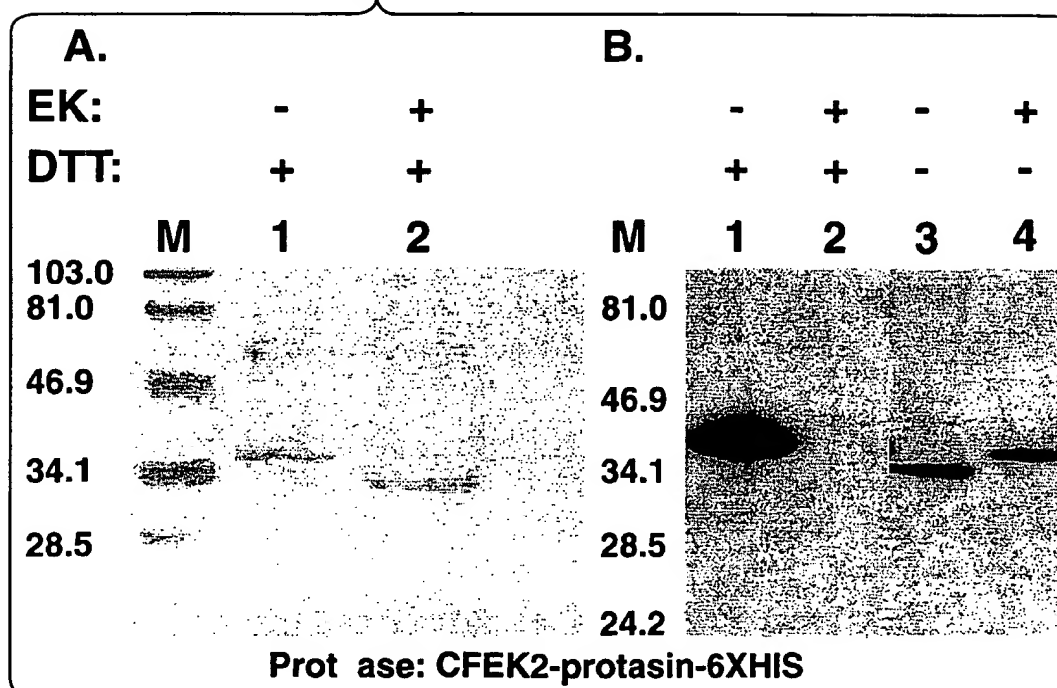 A. B.
EK: - + - + - +
DTT: + + + + - -
M 1 2 M 1 2 3 4
103.0
81.0 81.0
46.9 46.9
34.1 34.1
28.5 28.5
24.2
Prot ase: CFEK2-protasin-6XHIS